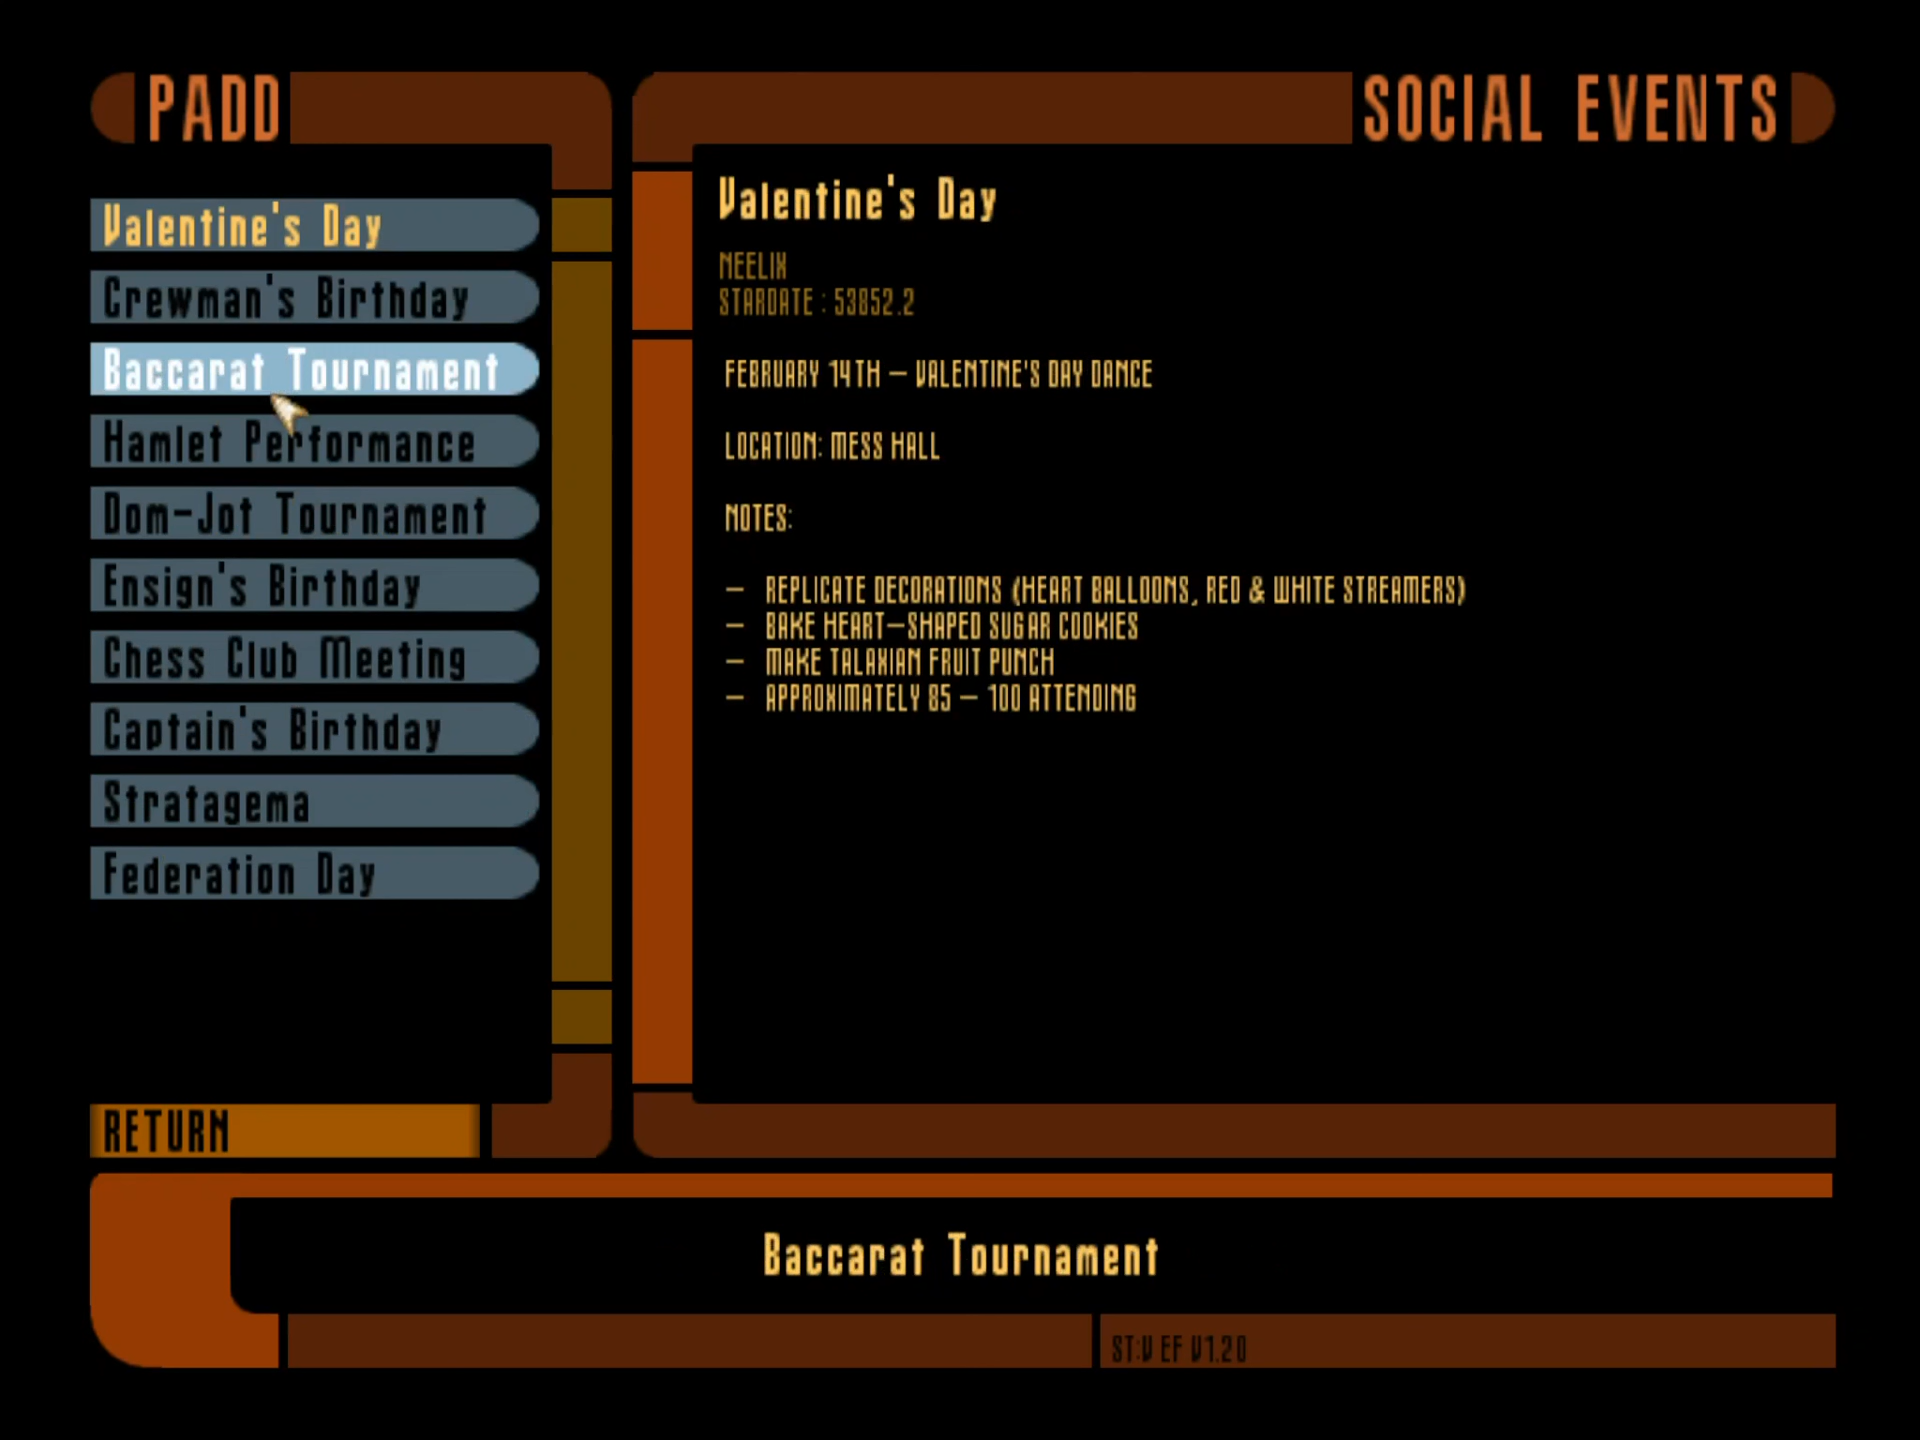 PADD
SOCIAL EVENTS
Valentine's Day
Crewman's Birthday
Baccarat Tournament
Hamlet Performance
Dom-Jot Tournament
Ensign's Birthday
Chess Club Meeting
Captain's Birthday
Stratagema
Federation Day
RETURN
Valentine's Day
NEELIX
STARDATE : 53852.2
FEBRUARY 14TH – VALENTINE'S DAY DANCE
LOCATION: MESS HALL
NOTES:
– REPLICATE DECORATIONS (HEART BALLOONS, RED & WHITE STREAMERS)
– BAKE HEART–SHAPED SUGAR COOKIES
– MAKE TALAXIAN FRUIT PUNCH
– APPROXIMATELY 85 – 100 ATTENDING
Baccarat Tournament
ST:V EF V1.20